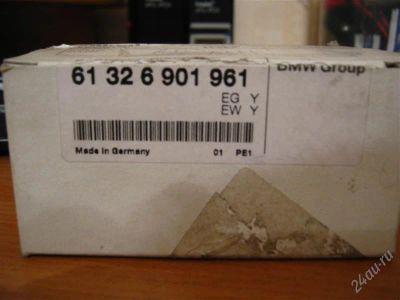 61 32 6 901 961
BMW Group
EG Y
EW Y
Made in Germany 01 PE1
24au.ru